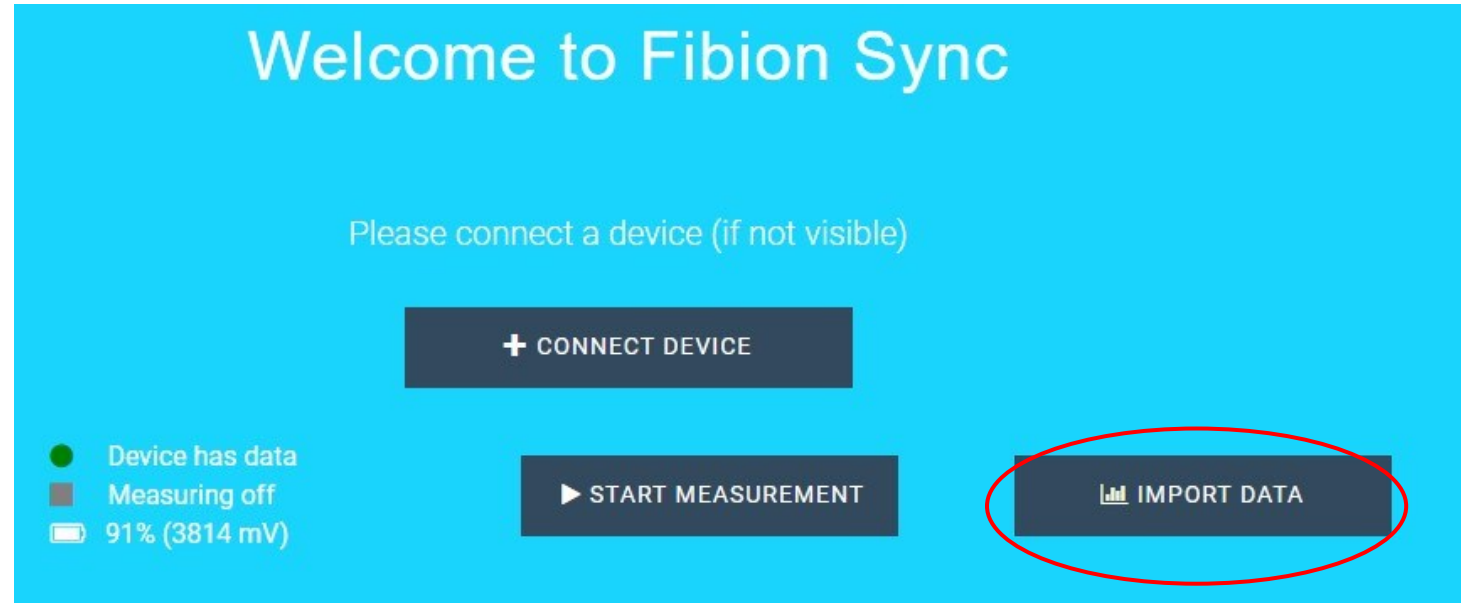 Welcome to Fibion Sync
Please connect a device (if not visible)
CONNECT DEVICE
Device has data
Measuring off
91% (3814 mV)
START MEASUREMENT
IMPORT DATA